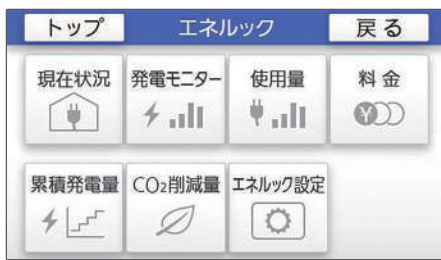 トップ エネルック 戻る
現在状況 発電モニター 使用量 料金
¥
累積発電量 CO₂削減量 エネルック設定